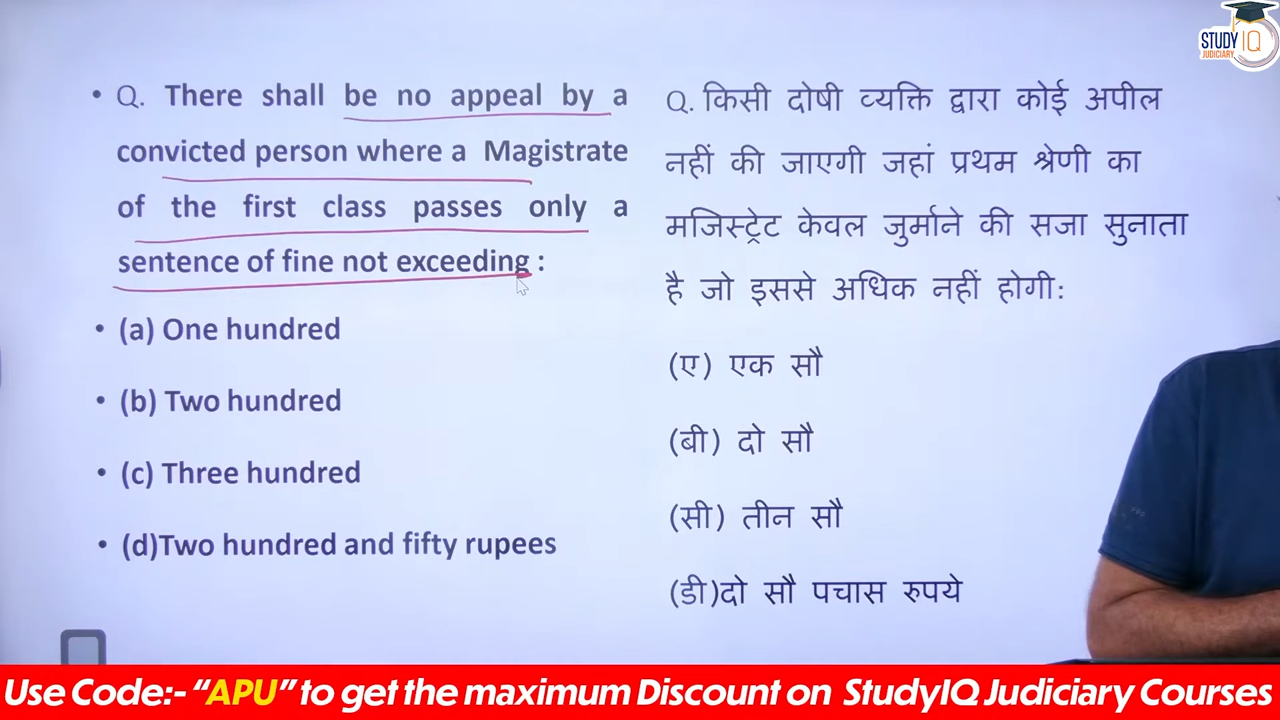 STUDY IQ
JUDICIARY
• Q. There shall be no appeal by a
convicted person where a Magistrate
of the first class passes only a
sentence of fine not exceeding :
• (a) One hundred
• (b) Two hundred
• (c) Three hundred
• (d)Two hundred and fifty rupees
Q. किसी दोषी व्यक्ति द्वारा कोई अपील
नहीं की जाएगी जहां प्रथम श्रेणी का
मजिस्ट्रेट केवल जुर्माने की सजा सुनाता
है जो इससे अधिक नहीं होगी:
(ए) एक सौ
(बी) दो सौ
(सी) तीन सौ
(डी)दो सौ पचास रुपये
Use Code:- “APU” to get the maximum Discount on StudyIQ Judiciary Courses